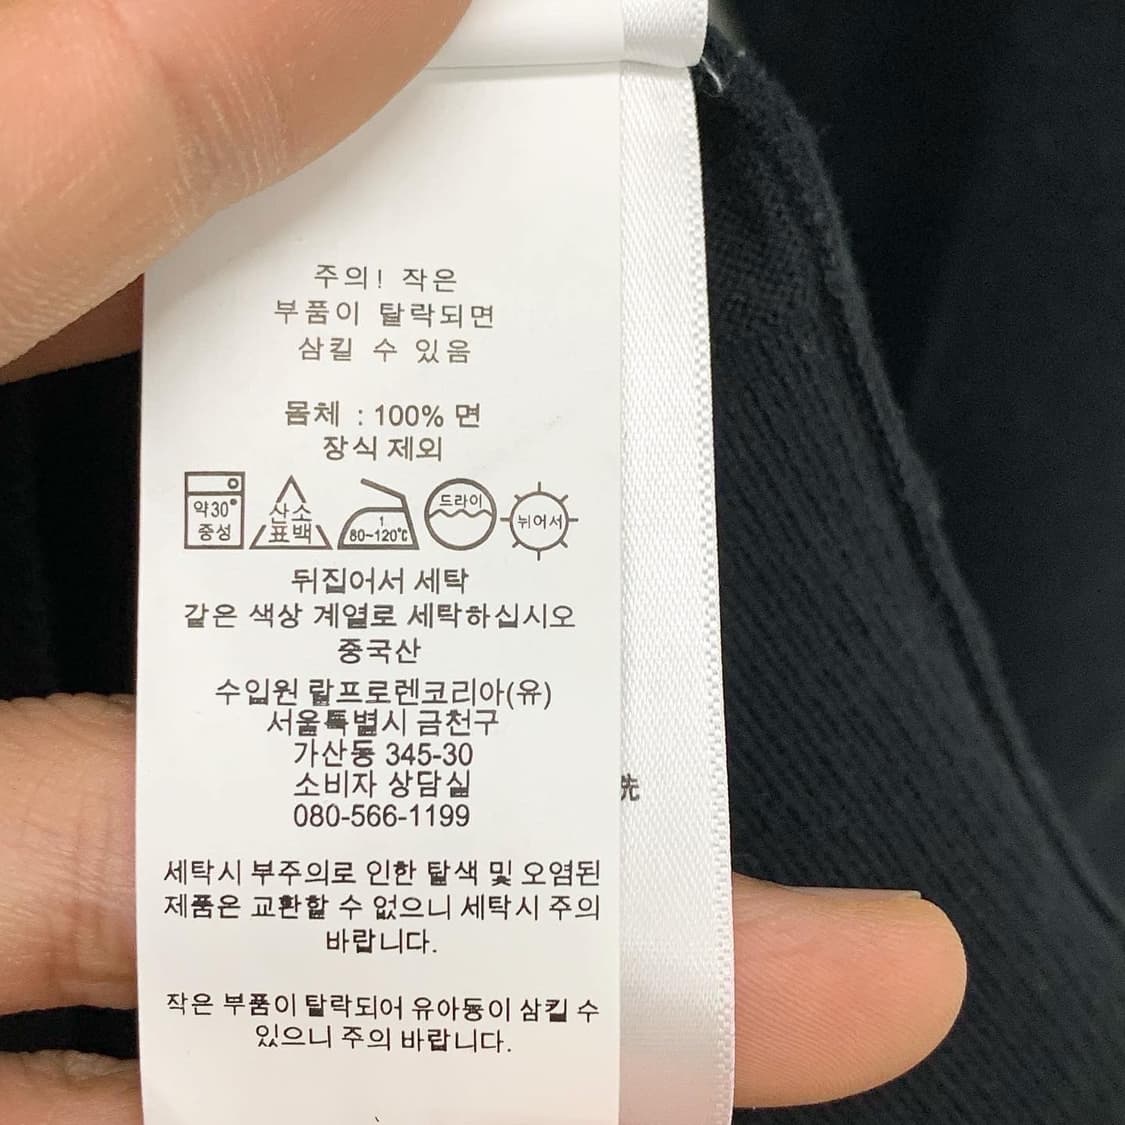 주의! 작은
부품이 탈락되면
삼킬 수 있음
몸체 : 100% 면
장식 제외
약30°
중성
산소
표백
1
80~120℃
드라이
뉘어서
뒤집어서 세탁
같은 색상 계열로 세탁하십시오
중국산
수입원 랄프로렌코리아(유)
서울특별시 금천구
가산동 345-30
소비자 상담실
080-566-1199
세탁시 부주의로 인한 탈색 및 오염된
제품은 교환할 수 없으니 세탁시 주의
바랍니다.
작은 부품이 탈락되어 유아동이 삼킬 수
있으니 주의 바랍니다.
洗